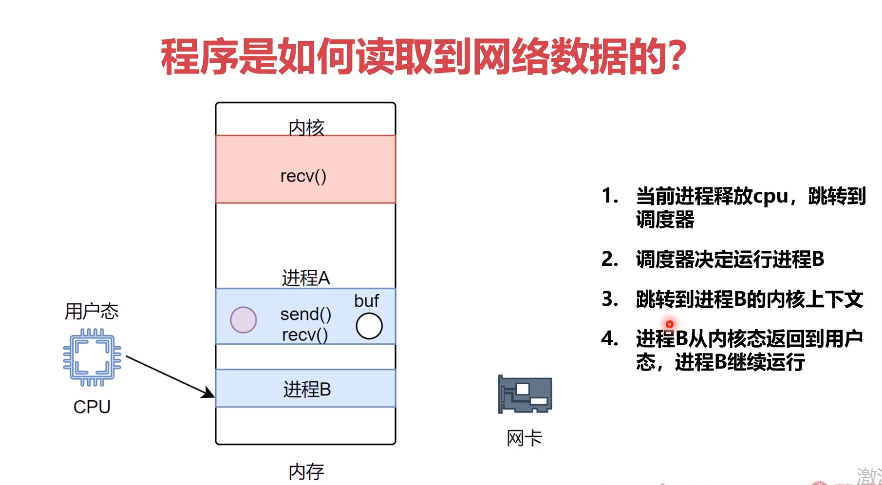 程序是如何读取到网络数据的？
内核
recv()
进程A
buf
send()
recv()
用户态
CPU
进程B
网卡
内存
1. 当前进程释放cpu，跳转到
调度器
2. 调度器决定运行进程B
3. 跳转到进程B的内核上下文
4. 进程B从内核态返回到用户
态，进程B继续运行